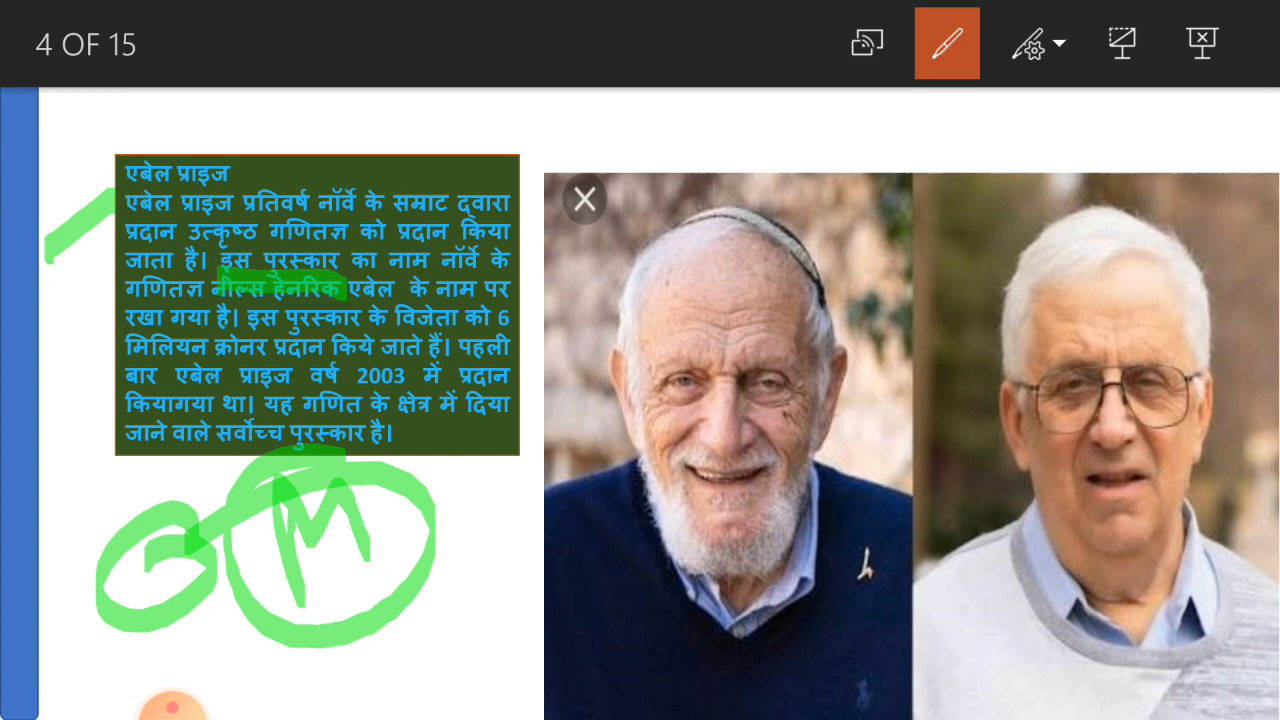 4 OF 15
एबेल प्राइज
एबेल प्राइज प्रतिवर्ष नॉर्वे के सम्राट द्वारा
प्रदान उत्कृष्ठ गणितज्ञ को प्रदान किया
जाता है। इस पुरस्कार का नाम नॉर्वे के
गणितज्ञ नील्स हेनरिक एबेल के नाम पर
रखा गया है। इस पुरस्कार के विजेता को 6
मिलियन क्रोनर प्रदान किये जाते हैं। पहली
बार एबेल प्राइज वर्ष 2003 में प्रदान
कियागया था। यह गणित के क्षेत्र में दिया
जाने वाले सर्वोच्च पुरस्कार है।
M